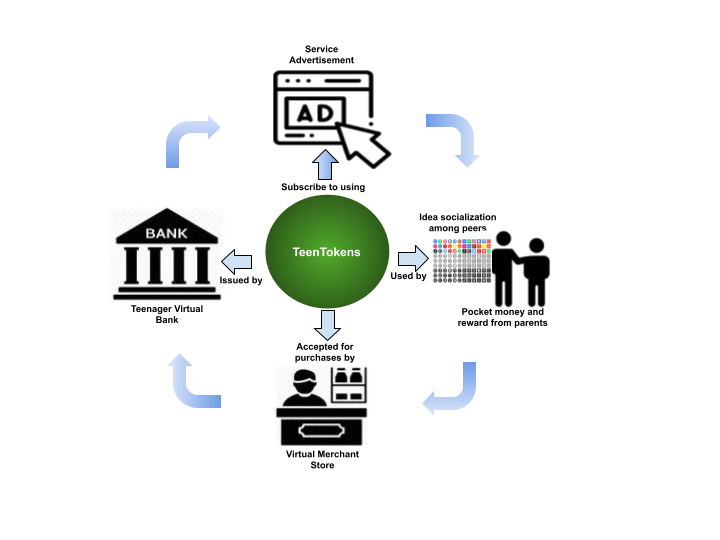 Service
Advertisement
AD
Subscribe to using
Idea socialization
among peers
BANK
TeenTokens
Issued by
Used by
Teenager Virtual
Bank
Pocket money and
reward from parents
Accepted for
purchases by
Virtual Merchant
Store